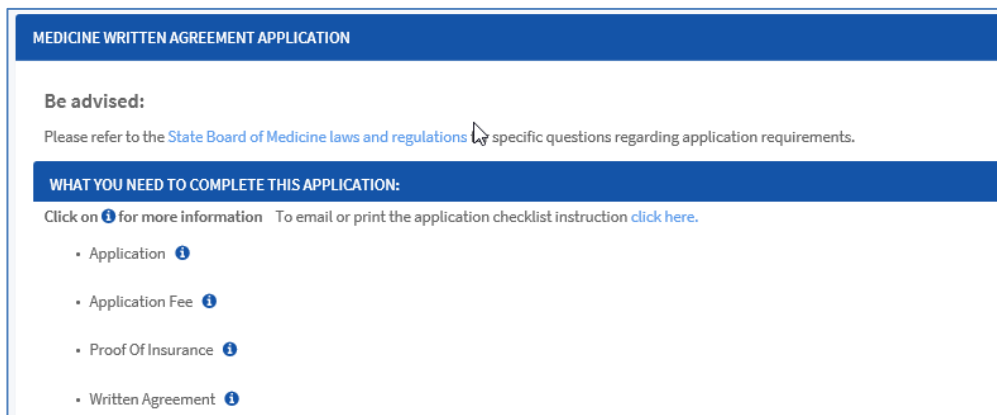 MEDICINE WRITTEN AGREEMENT APPLICATION
Be advised:
Please refer to the State Board of Medicine laws and regulations specific questions regarding application requirements.
WHAT YOU NEED TO COMPLETE THIS APPLICATION:
Click on for more information To email or print the application checklist instruction click here.
• Application
• Application Fee
• Proof Of Insurance
• Written Agreement